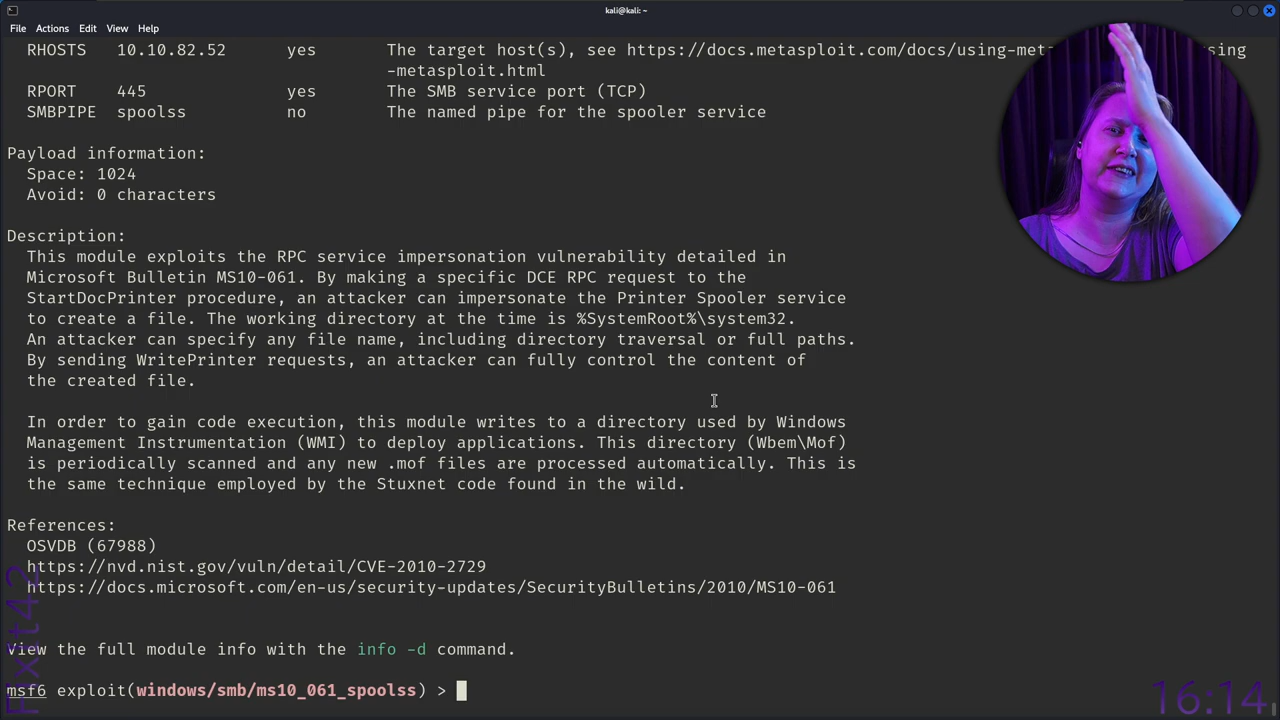 kali@kali: ~
File Actions Edit View Help
RHOSTS 10.10.82.52 yes The target host(s), see https://docs.metasploit.com/docs/using-meta sing
-metasploit.html
RPORT 445 yes The SMB service port (TCP)
SMBPIPE spoolss no The named pipe for the spooler service
Payload information:
Space: 1024
Avoid: 0 characters
Description:
This module exploits the RPC service impersonation vulnerability detailed in
Microsoft Bulletin MS10-061. By making a specific DCE RPC request to the
StartDocPrinter procedure, an attacker can impersonate the Printer Spooler service
to create a file. The working directory at the time is %SystemRoot%\system32.
An attacker can specify any file name, including directory traversal or full paths.
By sending WritePrinter requests, an attacker can fully control the content of
the created file.
In order to gain code execution, this module writes to a directory used by Windows
Management Instrumentation (WMI) to deploy applications. This directory (Wbem\Mof)
is periodically scanned and any new .mof files are processed automatically. This is
the same technique employed by the Stuxnet code found in the wild.
References:
OSVDB (67988)
https://nvd.nist.gov/vuln/detail/CVE-2010-2729
https://docs.microsoft.com/en-us/security-updates/SecurityBulletins/2010/MS10-061
View the full module info with the info -d command.
msf6 exploit(windows/smb/ms10_061_spoolss) >
Fixit42
16:14